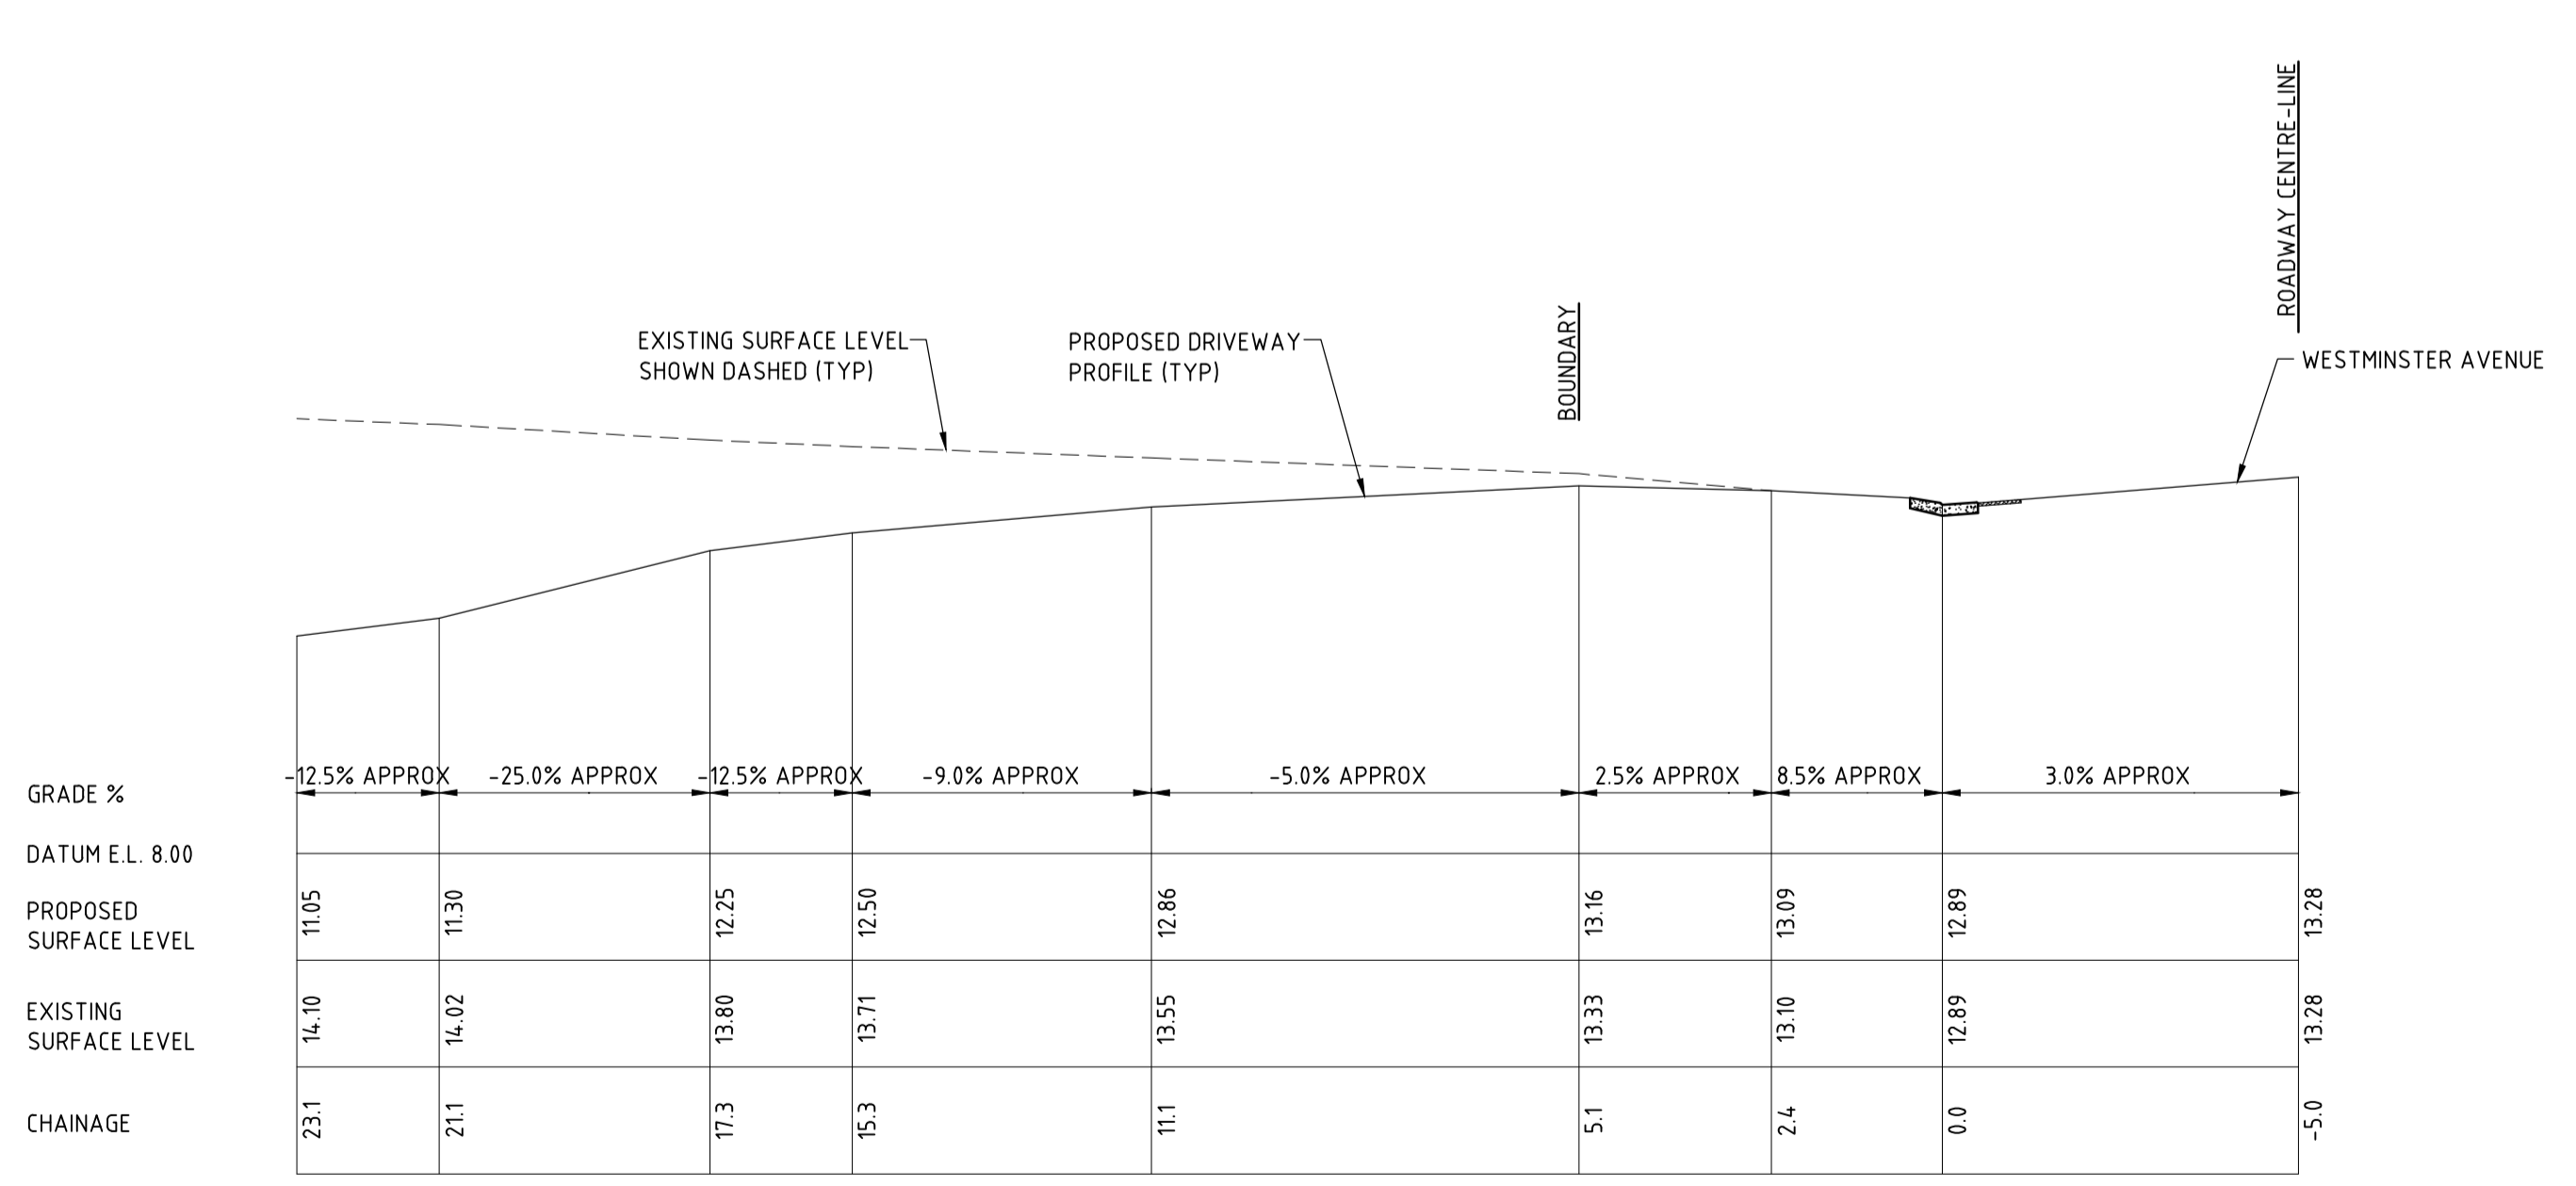 ROADWAY CENTRE-LINE
BOUNDARY
EXISTING SURFACE LEVEL
SHOWN DASHED (TYP)
PROPOSED DRIVEWAY
PROFILE (TYP)
WESTMINSTER AVENUE
GRADE %
-12.5% APPROX
-25.0% APPROX
-12.5% APPROX
-9.0% APPROX
-5.0% APPROX
2.5% APPROX
8.5% APPROX
3.0% APPROX
DATUM E.L. 8.00
PROPOSED
SURFACE LEVEL
11.05
11.30
12.25
12.50
12.86
13.16
13.09
12.89
13.28
EXISTING
SURFACE LEVEL
14.10
14.02
13.80
13.71
13.55
13.33
13.10
12.89
13.28
CHAINAGE
23.1
21.1
17.3
15.3
11.1
5.1
2.4
0.0
-5.0